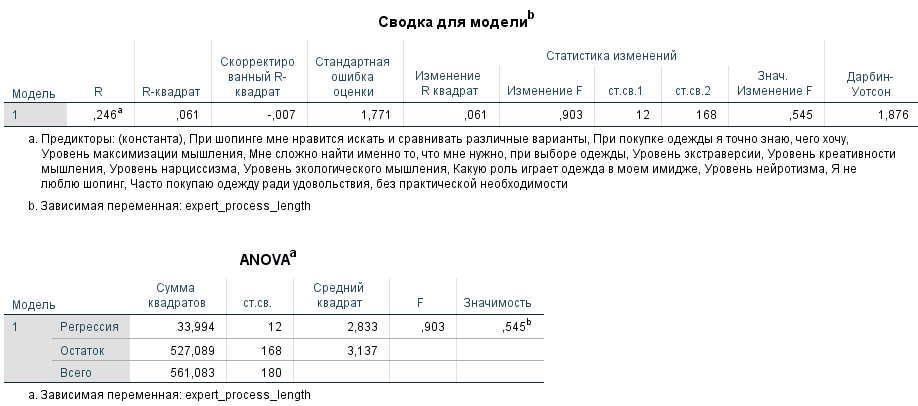 Сводка для модели^b
Модель R R-квадрат Скорректированный R-квадрат Стандартная ошибка оценки Статистика изменений Изменение R квадрат Изменение F ст.св.1 ст.св.2 Знач. Изменение F Дарбин-Уотсон
1 ,246^a ,061 -,007 1,771 ,061 ,903 12 168 ,545 1,876
a. Предикторы: (константа), При шопинге мне нравится искать и сравнивать различные варианты, При покупке одежды я точно знаю, чего хочу,
Уровень максимизации мышления, Мне сложно найти именно то, что мне нужно, при выборе одежды, Уровень экстраверсии, Уровень креативности
мышления, Уровень нарциссизма, Уровень экологического мышления, Какую роль играет одежда в моем имидже, Уровень нейротизма, Я не
люблю шопинг, Часто покупаю одежду ради удовольствия, без практической необходимости
b. Зависимая переменная: expert_process_length
ANOVA^a
Модель Сумма квадратов ст.св. Средний квадрат F Значимость
1 Регрессия 33,994 12 2,833 ,903 ,545^b
Остаток 527,089 168 3,137
Всего 561,083 180
a. Зависимая переменная: expert_process_length